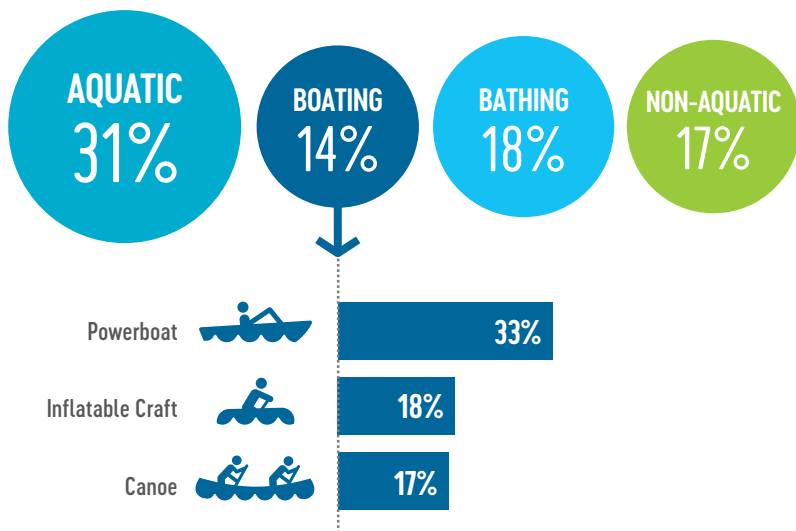 AQUATIC
31%
BOATING
14%
BATHING
18%
NON-AQUATIC
17%
Powerboat
33%
Inflatable Craft
18%
Canoe
17%